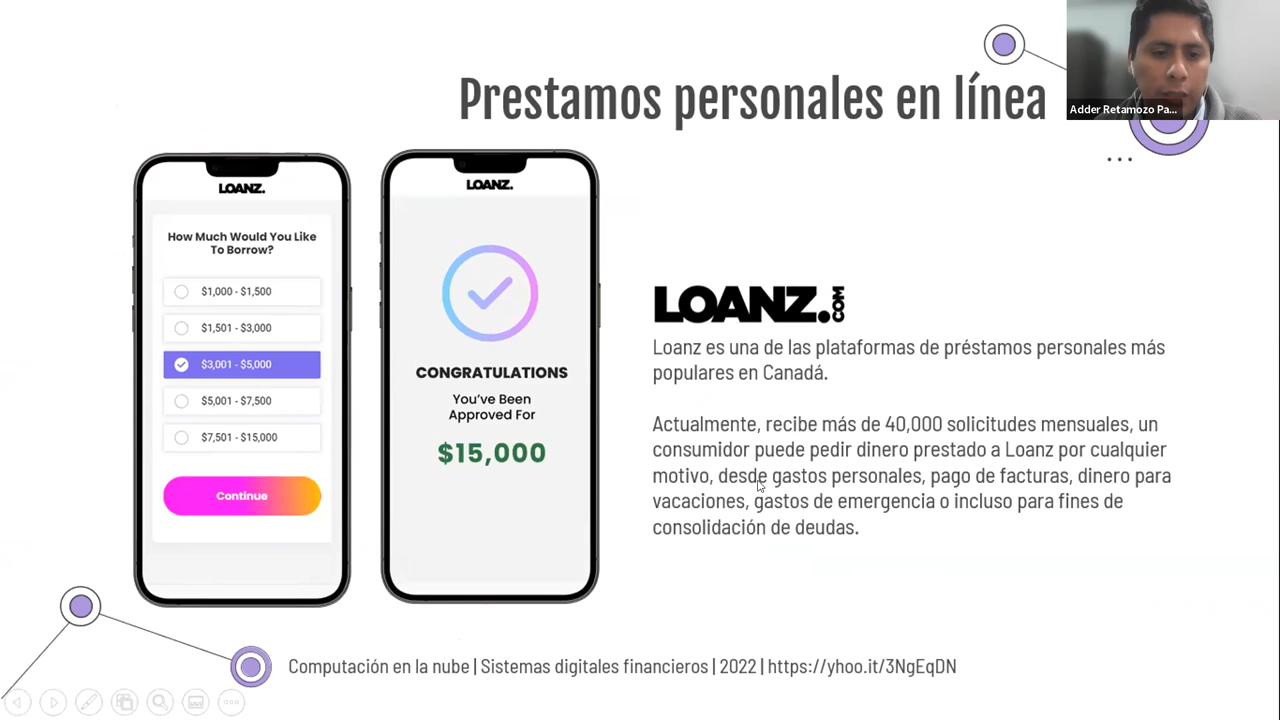 Prestamos personales en línea
Adder Retamozo Pa...
LOANZ.
How Much Would You Like
To Borrow?
$1,000 - $1,500
$1,501 - $3,000
$3,001 - $5,000
$5,001 - $7,500
$7,501 - $15,000
Continue
LOANZ.
CONGRATULATIONS
You've Been
Approved For
$15,000
LOANZ.COM
Loanz es una de las plataformas de préstamos personales más
populares en Canadá.
Actualmente, recibe más de 40,000 solicitudes mensuales, un
consumidor puede pedir dinero prestado a Loanz por cualquier
motivo, desde gastos personales, pago de facturas, dinero para
vacaciones, gastos de emergencia o incluso para fines de
consolidación de deudas.
Computación en la nube | Sistemas digitales financieros | 2022 | https://yhoo.it/3NgEqDN